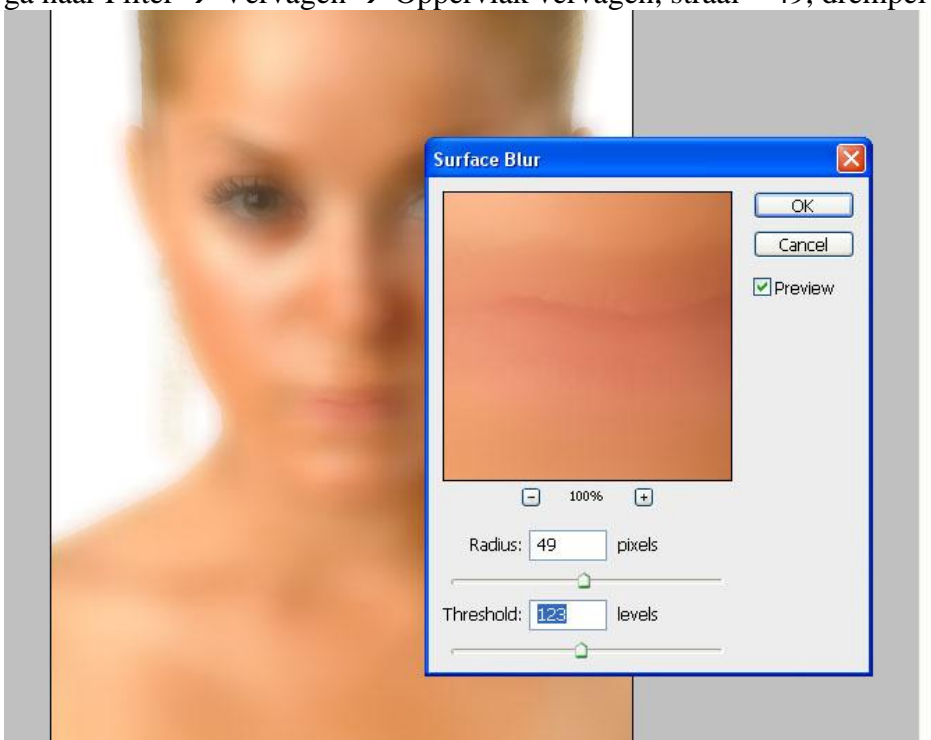 ga naar Filter → Vervagen → Oppervlak vervagen, straal = 49, drempel
Surface Blur
OK
Cancel
Preview
100%
Radius: 49 pixels
Threshold: 123 levels